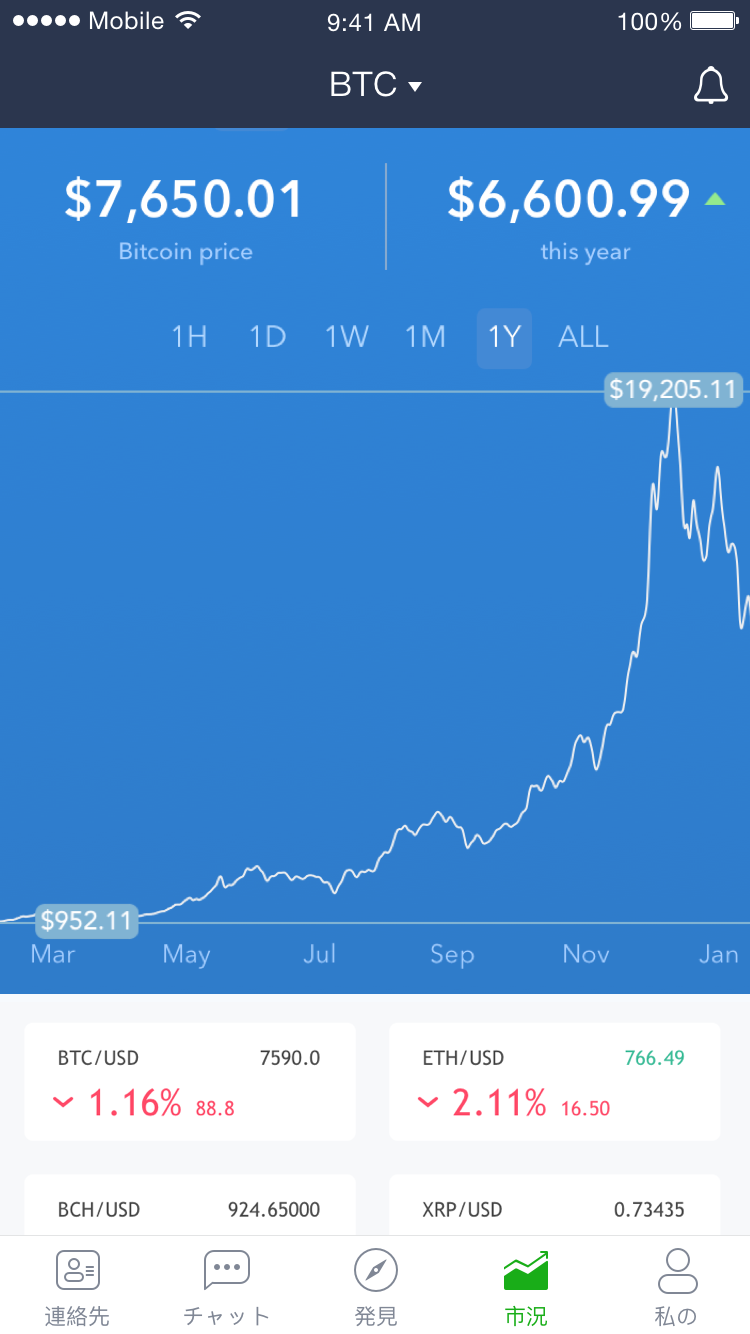 Mobile 9:41 AM 100%
BTC
$7,650.01 $6,600.99
Bitcoin price this year
1H 1D 1W 1M 1Y ALL
$19,205.11
$952.11
Mar May Jul Sep Nov Jan
BTC/USD 7590.0 ETH/USD 766.49
1.16% 88.8 2.11% 16.50
BCH/USD 924.65000 XRP/USD 0.73435
連絡先 チャット 発見 市況 私の